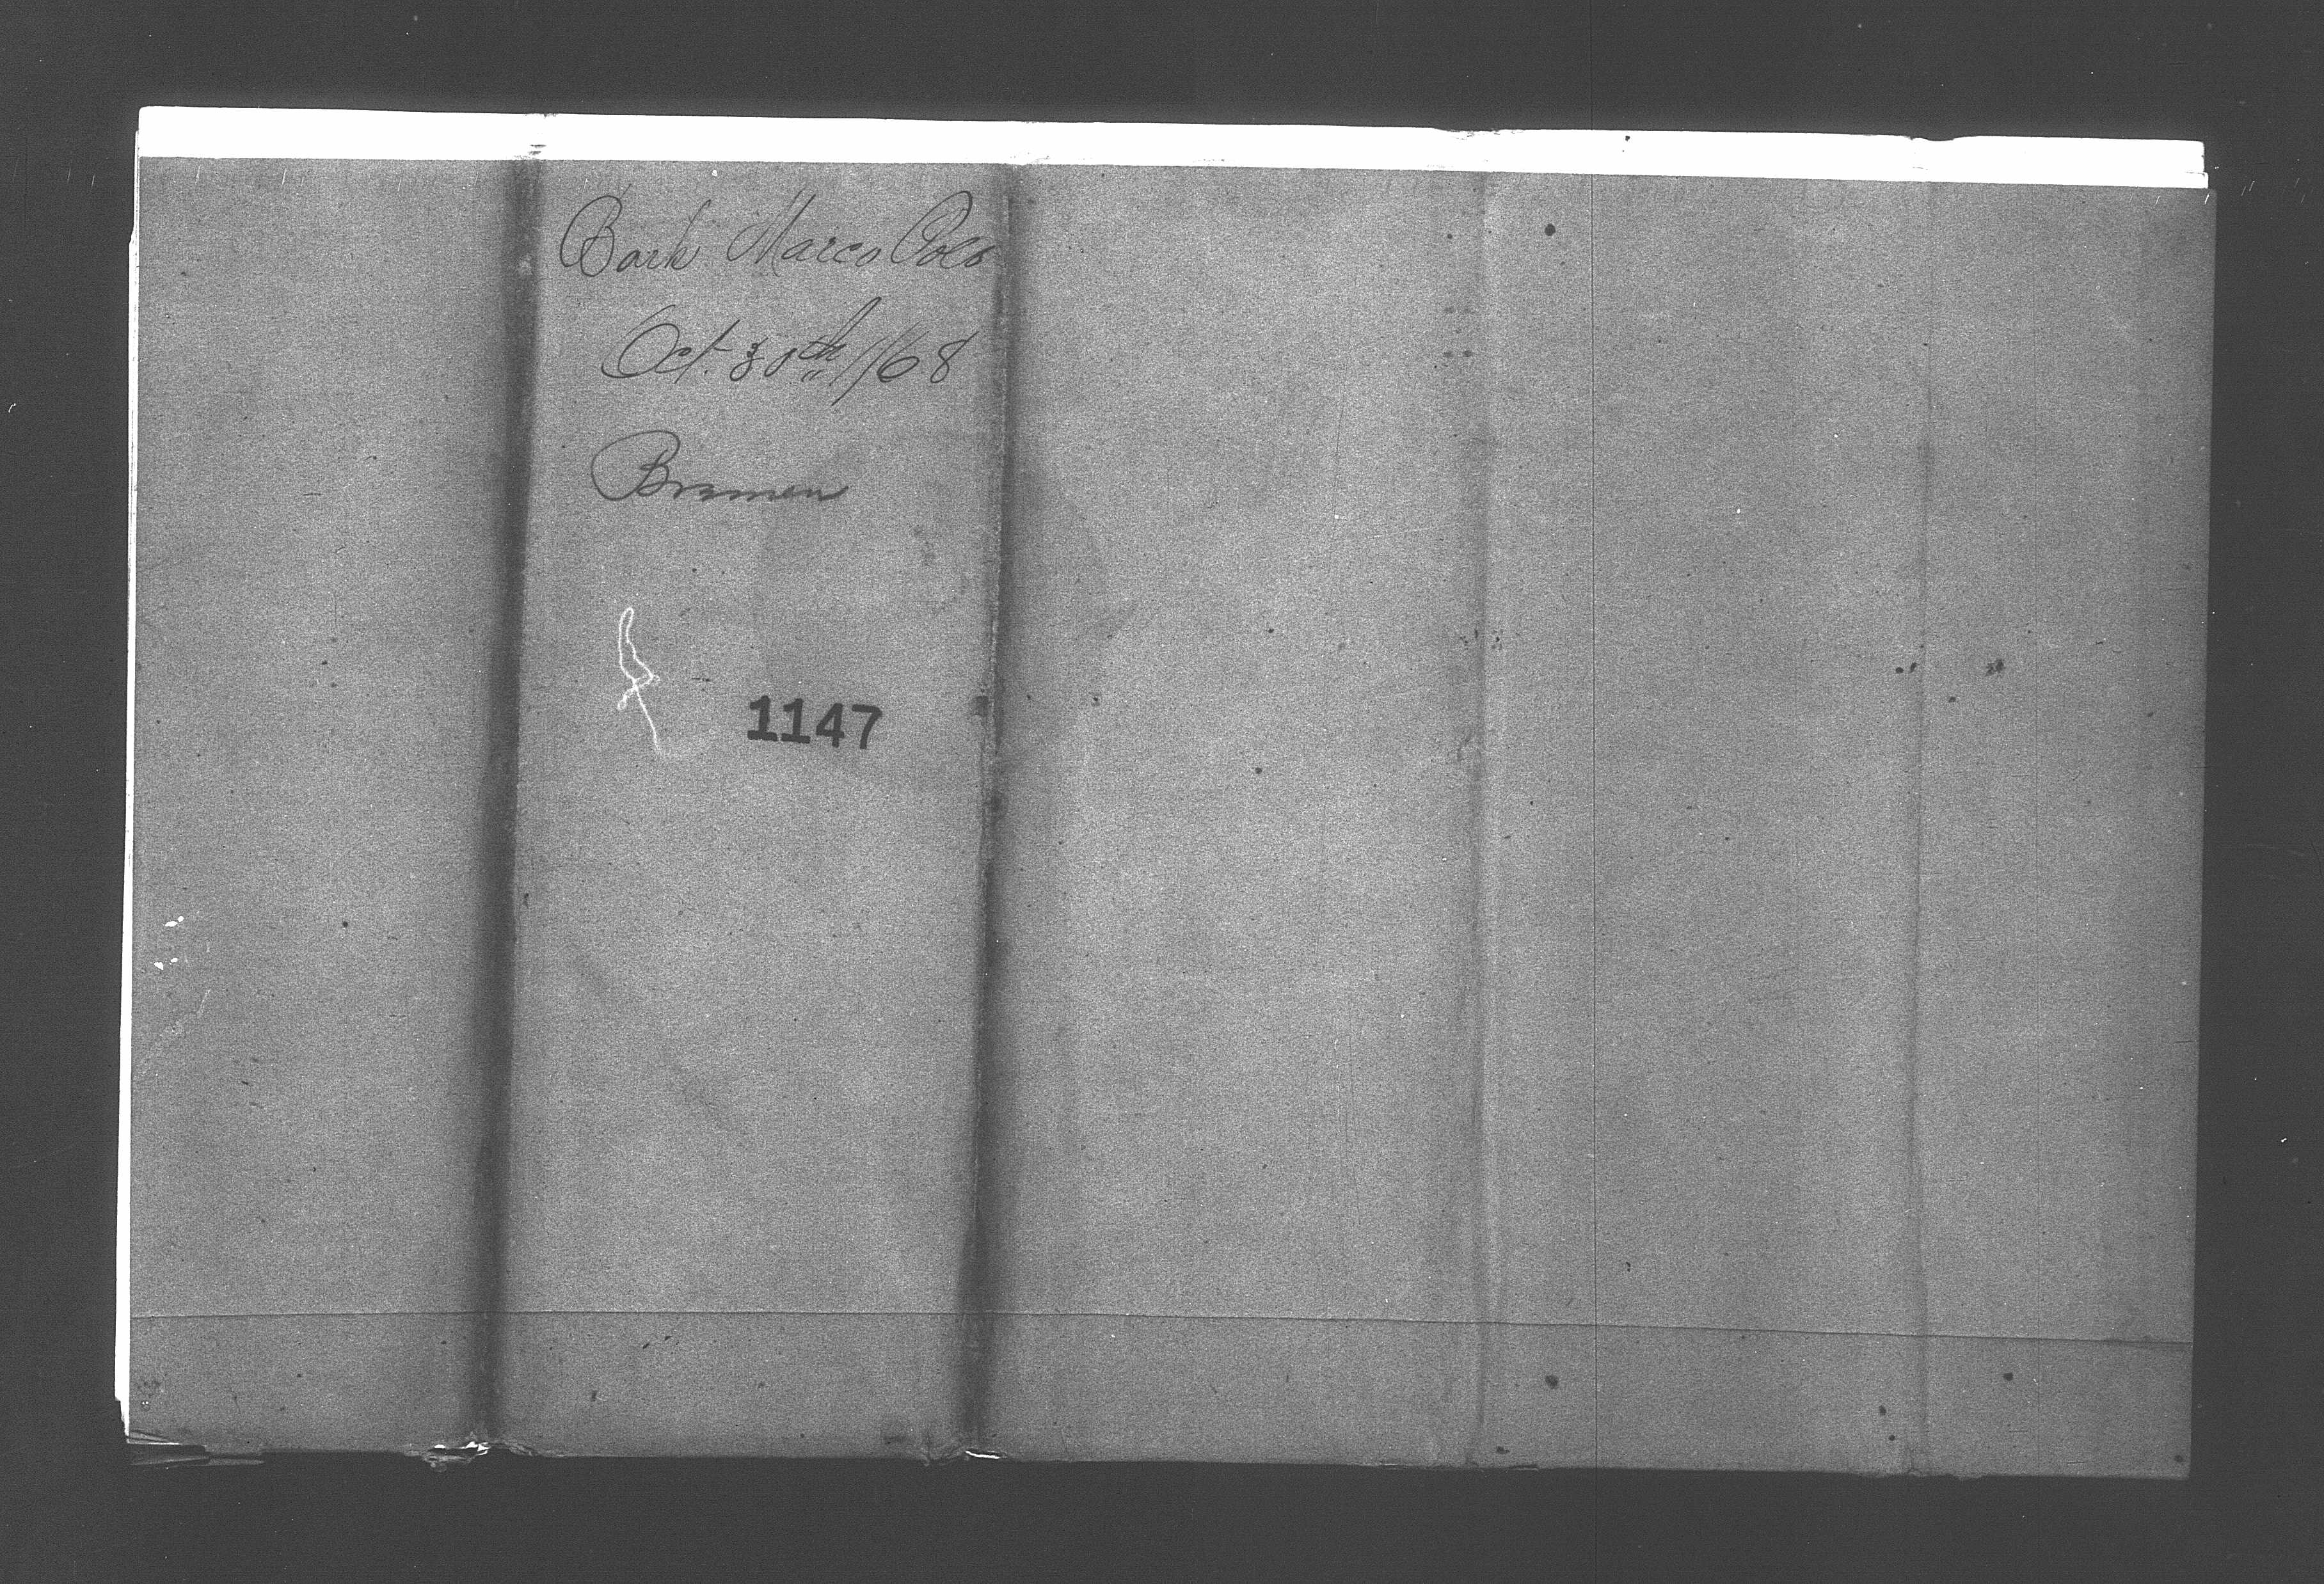 Bark Marco Polo
Oct. 30th //68
Bremen
1147